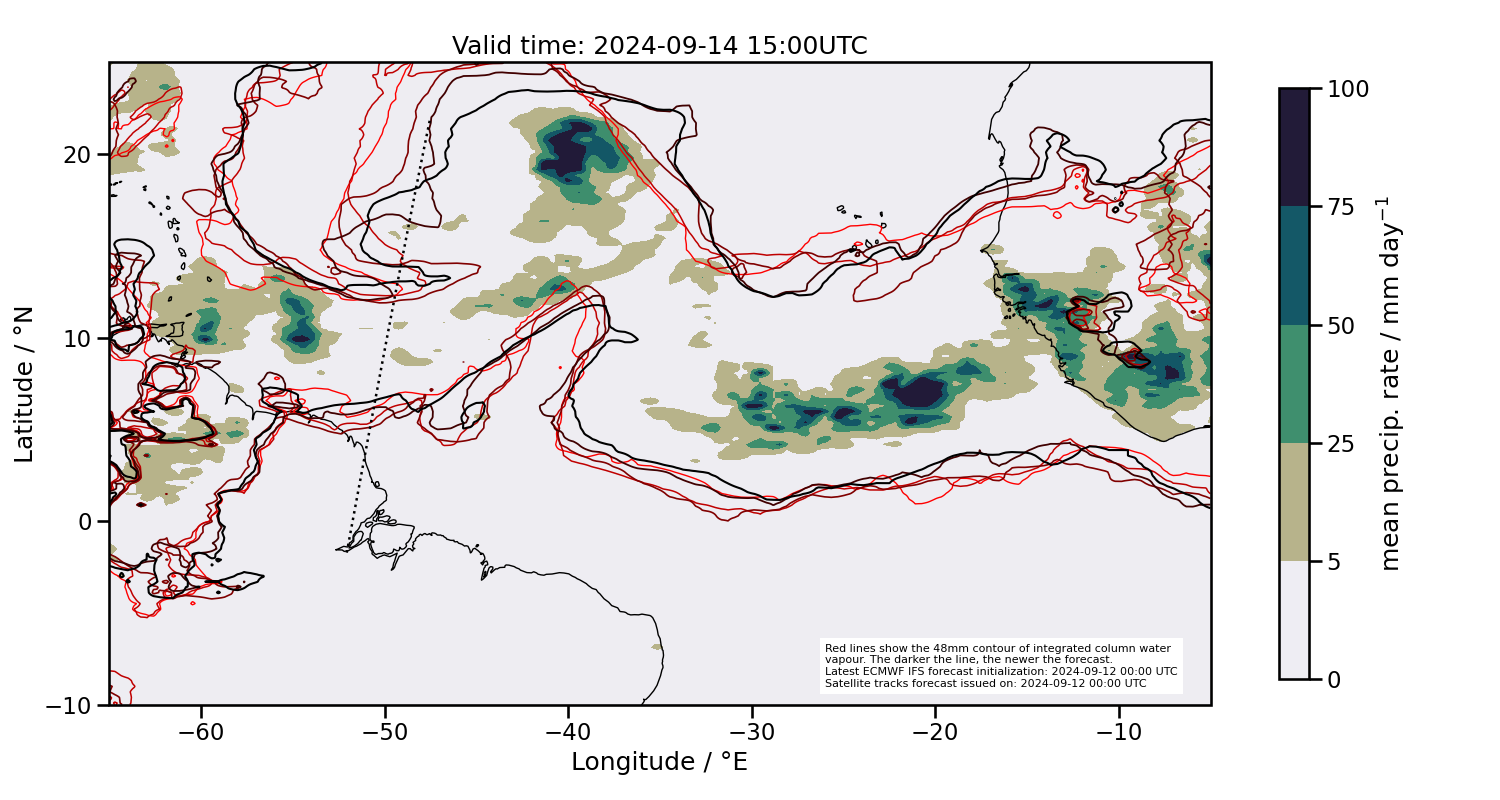 Valid time: 2024-09-14 15:00UTC
Latitude / °N
20
10
0
−10
−60
−50
−40
−30
−20
−10
Longitude / °E
Red lines show the 48mm contour of integrated column water
vapour. The darker the line, the newer the forecast.
Latest ECMWF IFS forecast initialization: 2024-09-12 00:00 UTC
Satellite tracks forecast issued on: 2024-09-12 00:00 UTC
100
75
50
25
5
0
mean precip. rate / mm day⁻¹